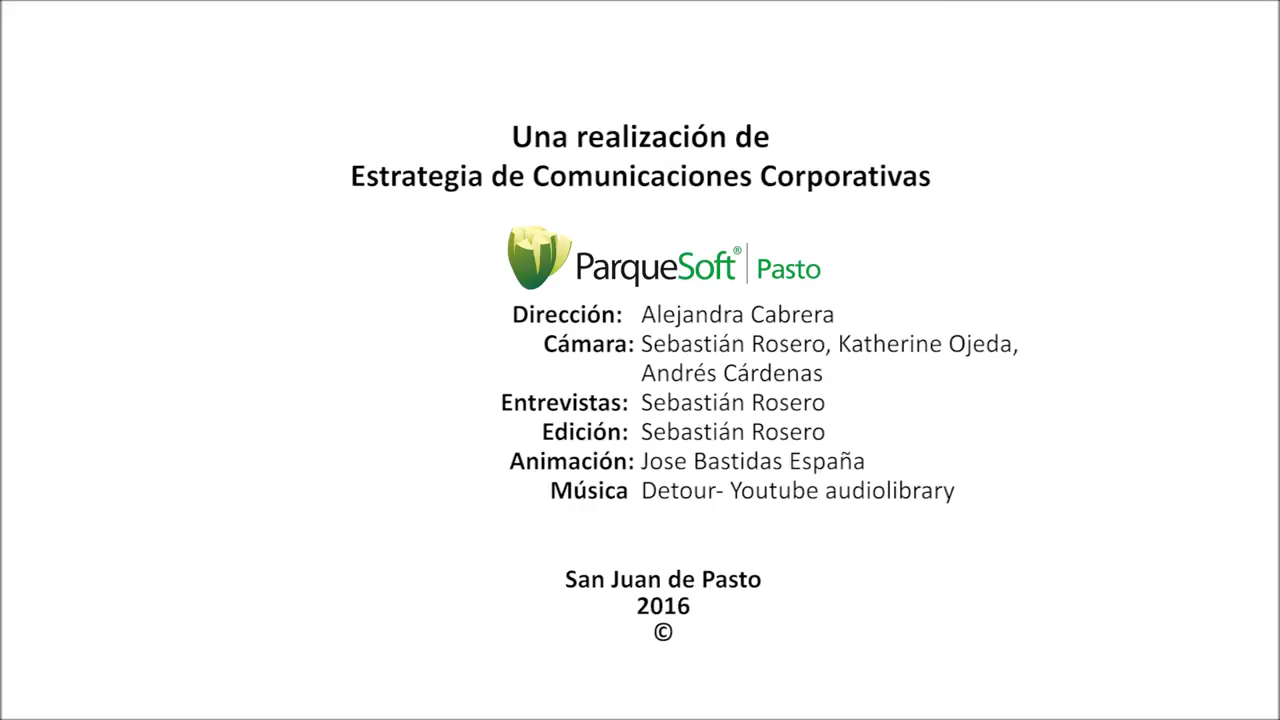 Una realización de
Estrategia de Comunicaciones Corporativas
ParqueSoft® | Pasto
Dirección: Alejandra Cabrera
Cámara: Sebastián Rosero, Katherine Ojeda,
Andrés Cárdenas
Entrevistas: Sebastián Rosero
Edición: Sebastián Rosero
Animación: Jose Bastidas España
Música Detour- Youtube audiolibrary
San Juan de Pasto
2016
©